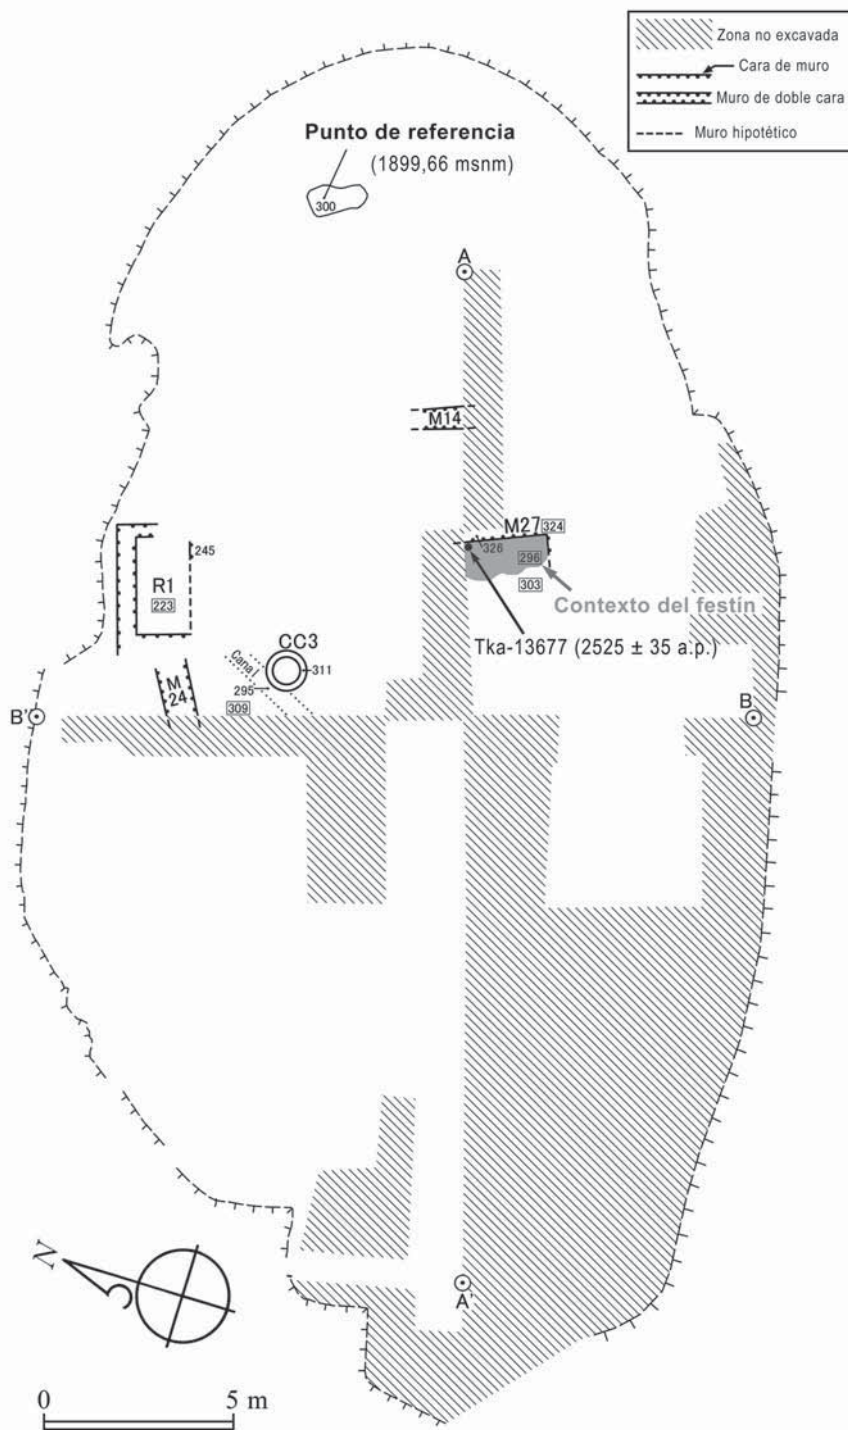 Zona no excavada
Cara de muro
Muro de doble cara
Muro hipotético
Punto de referencia
(1899,66 msnm)
300
A
M14
M27 324
326
296
303
Contexto del festín
Tka-13677 (2525 ± 35 a.p.)
245
R1
223
CC3
311
Canal
295
309
M
24
B'
B
N
A'
0 5 m